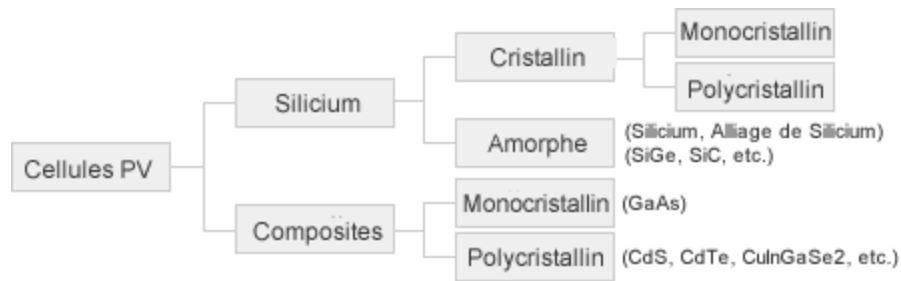 Cellules PV
Silicium
Cristallin
Monocristallin
Polycristallin
Amorphe
(Silicium, Alliage de Silicium)
(SiGe, SiC, etc.)
Composites
Monocristallin
(GaAs)
Polycristallin
(CdS, CdTe, CuInGaSe2, etc.)